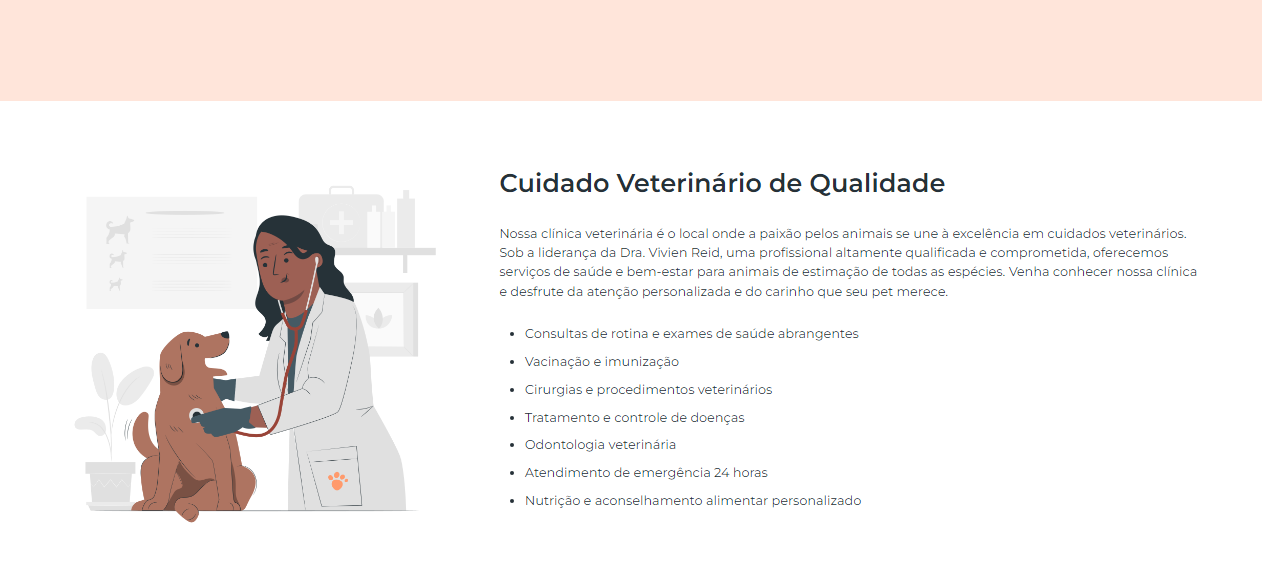 Cuidado Veterinário de Qualidade
Nossa clínica veterinária é o local onde a paixão pelos animais se une à excelência em cuidados veterinários.
Sob a liderança da Dra. Vivien Reid, uma profissional altamente qualificada e comprometida, oferecemos
serviços de saúde e bem-estar para animais de estimação de todas as espécies. Venha conhecer nossa clínica
e desfrute da atenção personalizada e do carinho que seu pet merece.
• Consultas de rotina e exames de saúde abrangentes
• Vacinação e imunização
• Cirurgias e procedimentos veterinários
• Tratamento e controle de doenças
• Odontologia veterinária
• Atendimento de emergência 24 horas
• Nutrição e aconselhamento alimentar personalizado